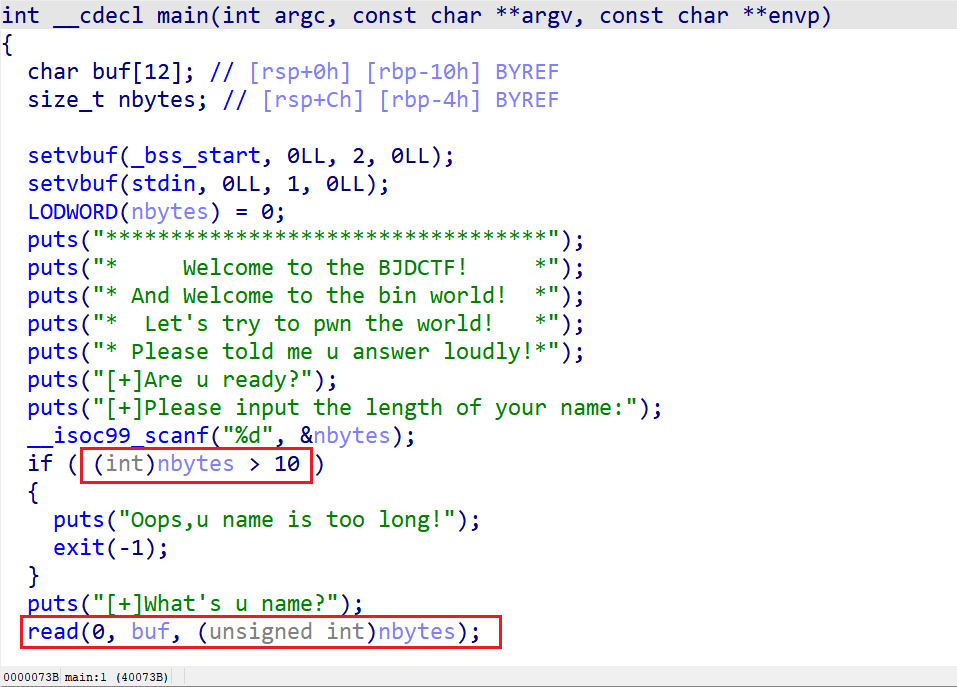 int __cdecl main(int argc, const char **argv, const char **envp)
{
  char buf[12]; // [rsp+0h] [rbp-10h] BYREF
  size_t nbytes; // [rsp+Ch] [rbp-4h] BYREF

  setvbuf(_bss_start, 0LL, 2, 0LL);
  setvbuf(stdin, 0LL, 1, 0LL);
  LODWORD(nbytes) = 0;
  puts("**********************************");
  puts("*     Welcome to the BJDCTF!     *");
  puts("* And Welcome to the bin world!  *");
  puts("*  Let's try to pwn the world!   *");
  puts("* Please told me u answer loudly!*");
  puts("[+]Are u ready?");
  puts("[+]Please input the length of your name:");
  __isoc99_scanf("%d", &nbytes);
  if ( (int)nbytes > 10 )
  {
    puts("Oops,u name is too long!");
    exit(-1);
  }
  puts("[+]What's u name?");
  read(0, buf, (unsigned int)nbytes);
0000073B main:1 (40073B)